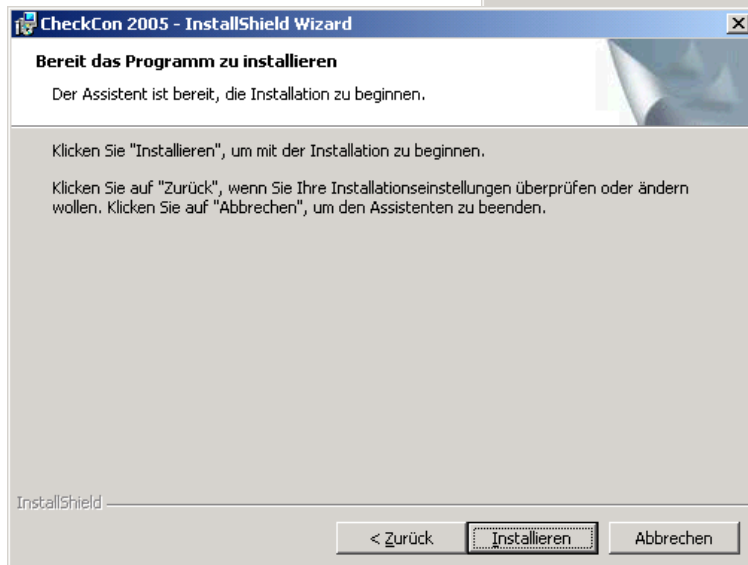 CheckCon 2005 - InstallShield Wizard
Bereit das Programm zu installieren
Der Assistent ist bereit, die Installation zu beginnen.
Klicken Sie "Installieren", um mit der Installation zu beginnen.
Klicken Sie auf "Zurück", wenn Sie Ihre Installationseinstellungen überprüfen oder ändern
wollen. Klicken Sie auf "Abbrechen", um den Assistenten zu beenden.
InstallShield
< Zurück
Installieren
Abbrechen